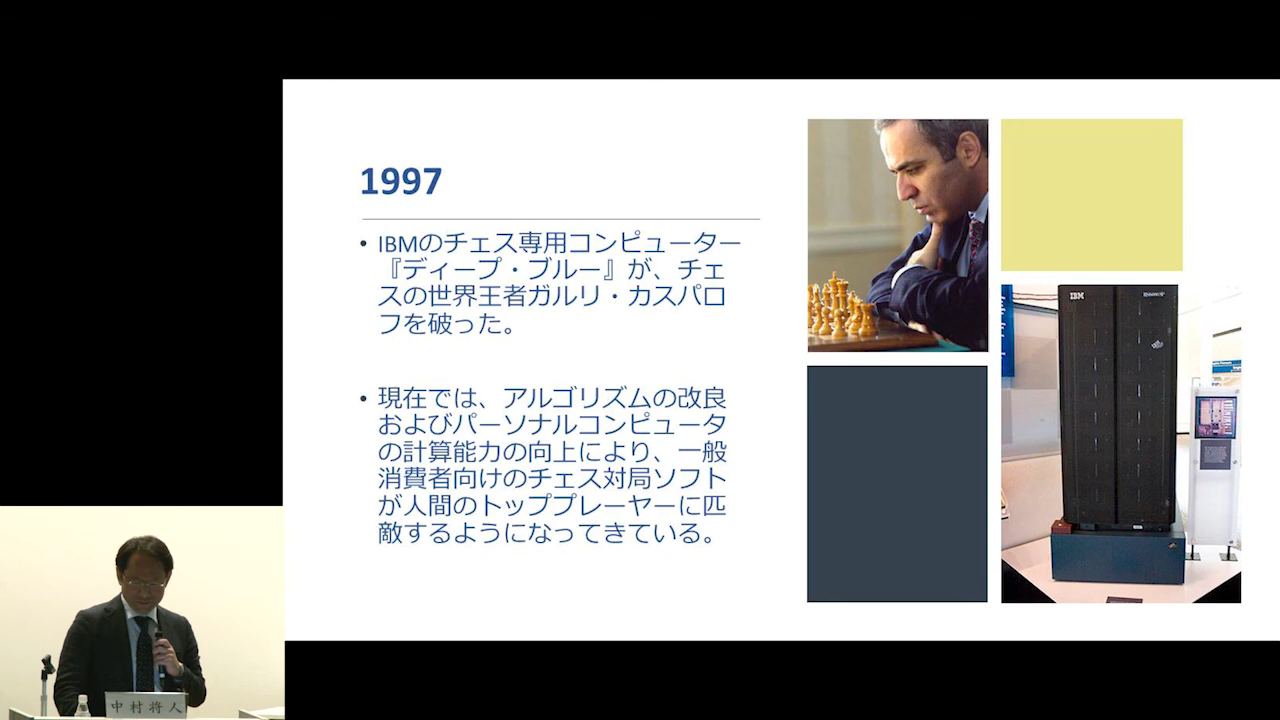 1997
• IBMのチェス専用コンピューター
『ディープ・ブルー』が、チェ
スの世界王者ガルリ・カスパロ
フを破った。
• 現在では、アルゴリズムの改良
およびパーソナルコンピュータ
の計算能力の向上により、一般
消費者向けのチェス対局ソフト
が人間のトッププレーヤーに匹
敵するようになってきている。
IBM
中村将人